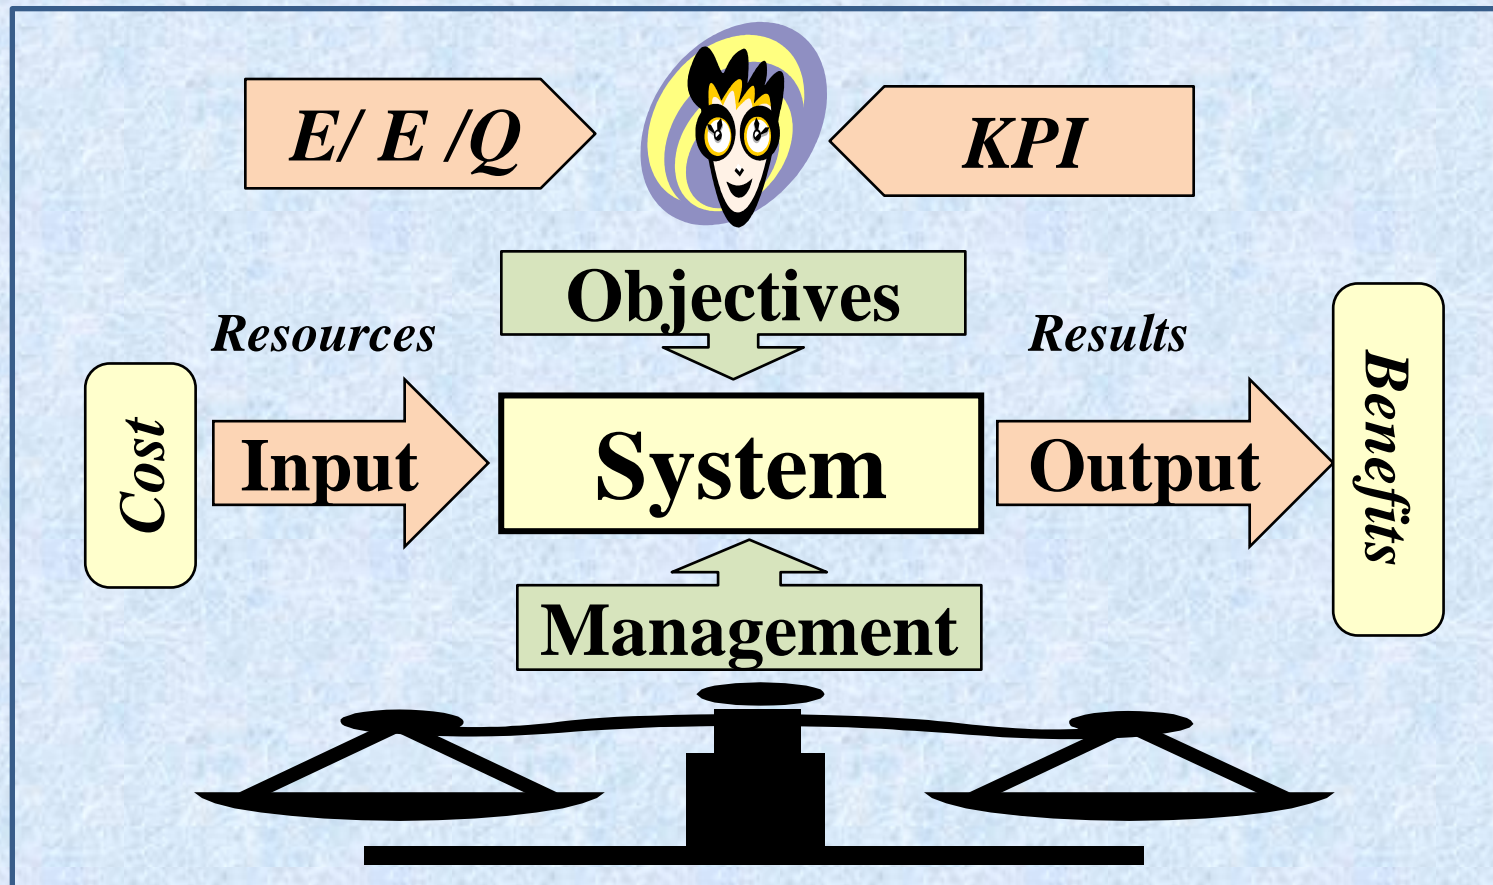 E/ E /Q
KPI
Objectives
Resources
Results
Cost
Input
System
Output
Benefits
Management